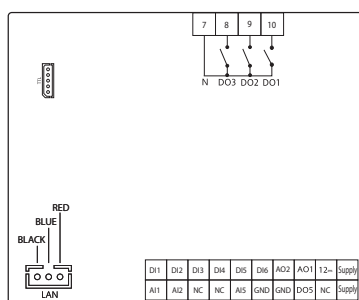 7 8 9 10
N DO3 DO2 DO1
TTL
RED
BLUE
BLACK
LAN
DI1 DI2 DI3 DI4 DI5 DI6 AO2 AO1 12⎓ Supply
AI1 AI2 NC NC AI5 GND GND DO5 NC Supply